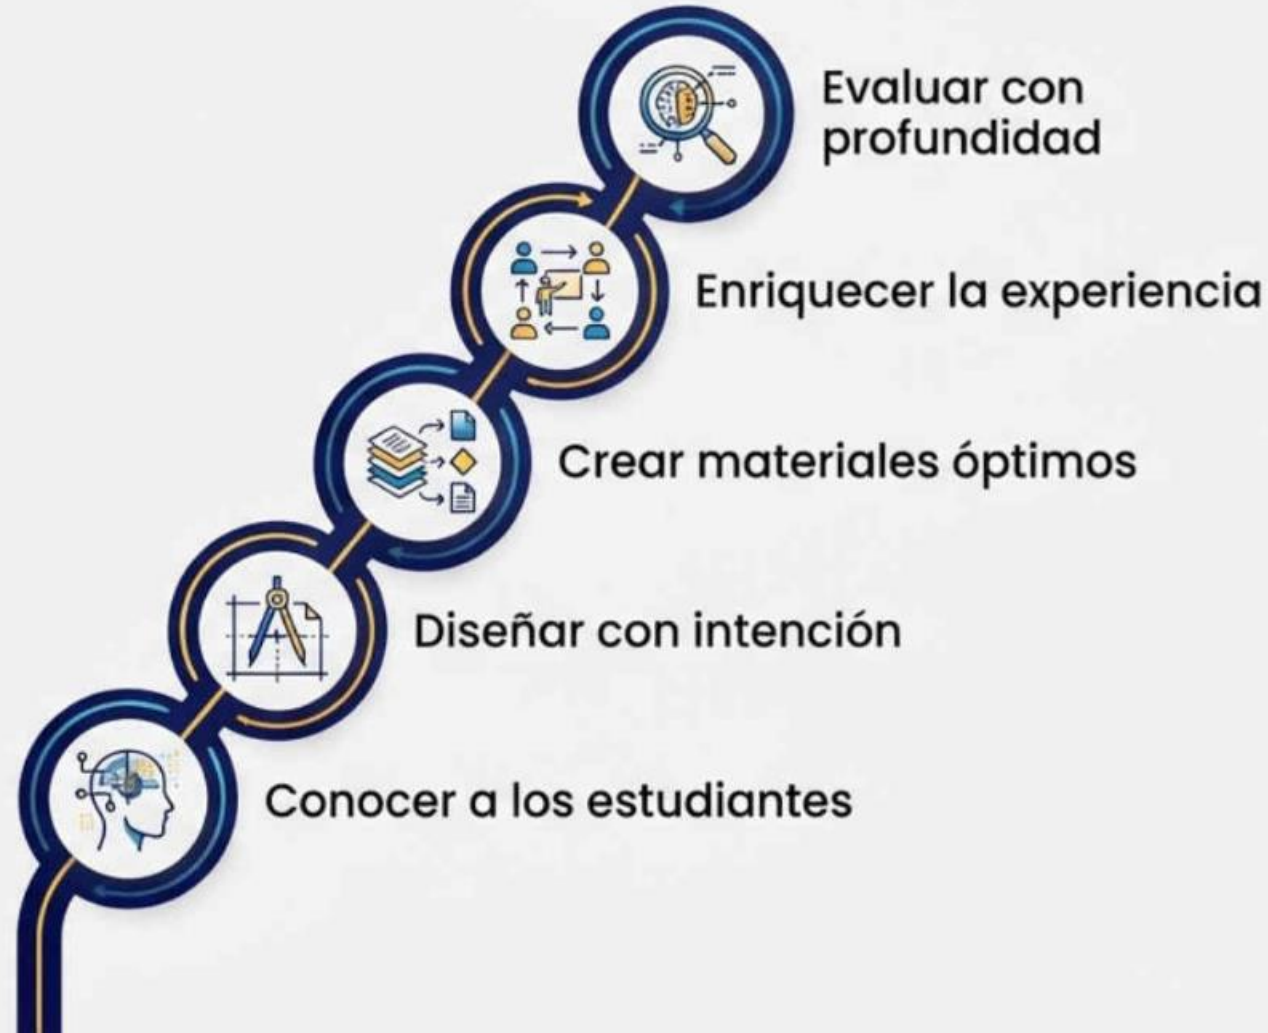 Evaluar con
profundidad
Enriquecer la experiencia
Crear materiales óptimos
Diseñar con intención
Conocer a los estudiantes